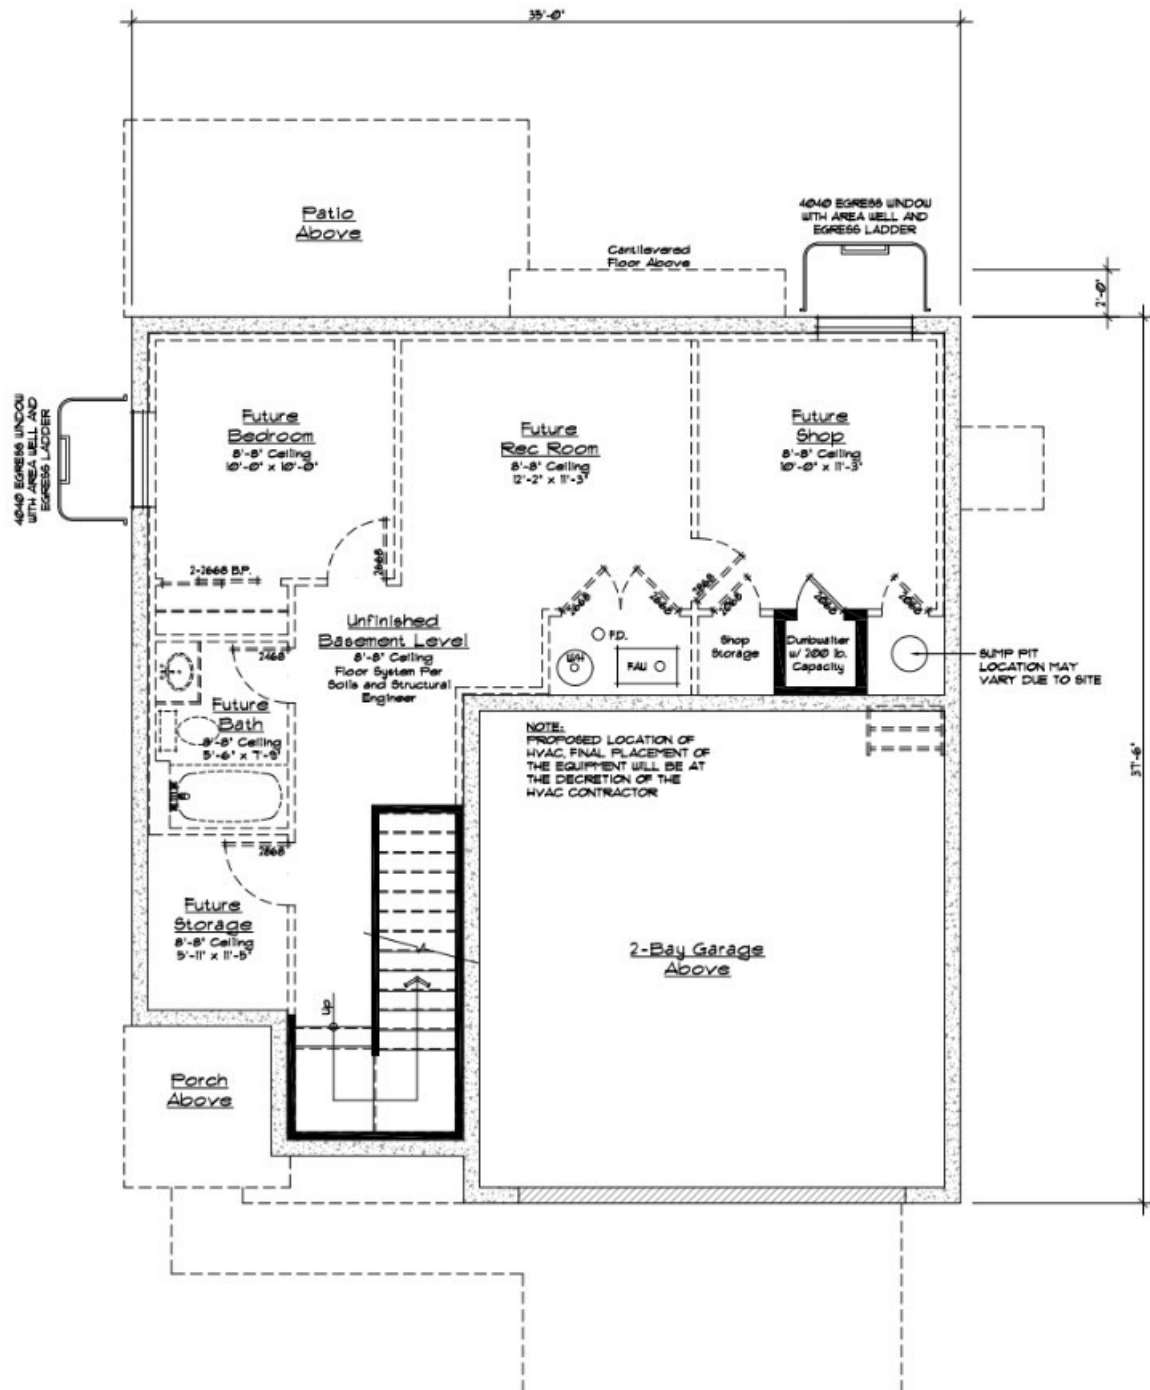 35'-0"
Patio
Above
4040 EGRESS WINDOW
WITH AREA WELL AND
EGRESS LADDER
Cantilevered
Floor Above
2'-0"
4040 EGRESS WINDOW
WITH AREA WELL AND
EGRESS LADDER
Future
Bedroom
8'-8" Ceiling
10'-0" x 10'-0"
Future
Rec Room
8'-8" Ceiling
12'-2" x 11'-3"
Future
Shop
8'-8" Ceiling
10'-0" x 11'-3"
2668
2-2668 B.P.
2668
2668
2868
2068
2068
2068
Unfinished
Basement Level
8'-8" Ceiling
Floor System Per
Soils and Structural
Engineer
F.D.
WH
FAU
Shop
Storage
Dumbwaiter
w/ 200 lb.
Capacity
SUMP PIT
LOCATION MAY
VARY DUE TO SITE
2468
Future
Bath
8'-8" Ceiling
5'-6" x 7'-9"
NOTE:
PROPOSED LOCATION OF
HVAC, FINAL PLACEMENT OF
THE EQUIPMENT WILL BE AT
THE DECRETION OF THE
HVAC CONTRACTOR
37'-6"
2868
Future
Storage
8'-8" Ceiling
5'-11" x 11'-5"
2-Bay Garage
Above
Up
Porch
Above